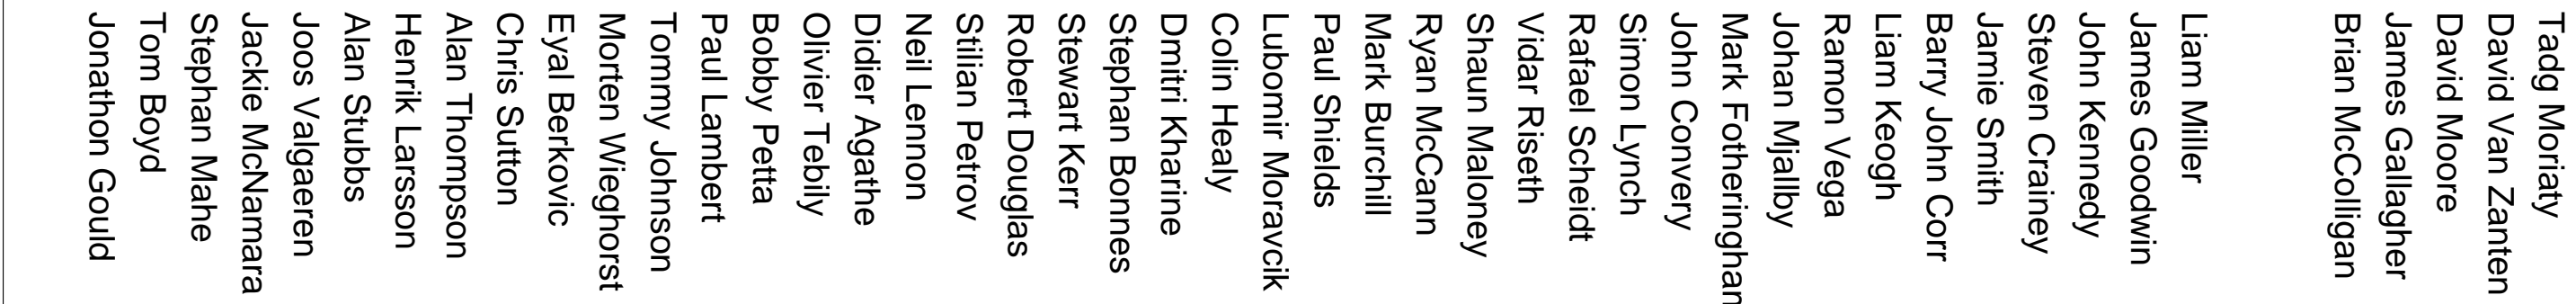 Tadg Moriaty
David Van Zanten
David Moore
James Gallagher
Brian McColligan
Liam Miller
James Goodwin
John Kennedy
Steven Crainey
Jamie Smith
Barry John Corr
Liam Keogh
Ramon Vega
Johan Mjallby
Mark Fotheringham
John Convery
Simon Lynch
Rafael Scheidt
Vidar Riseth
Shaun Maloney
Ryan McCann
Mark Burchill
Paul Shields
Lubomir Moravcik
Colin Healy
Dmitri Kharine
Stephan Bonnes
Stewart Kerr
Robert Douglas
Stilian Petrov
Neil Lennon
Didier Agathe
Olivier Tebily
Bobby Petta
Paul Lambert
Tommy Johnson
Morten Wieghorst
Eyal Berkovic
Chris Sutton
Alan Thompson
Henrik Larsson
Alan Stubbs
Joos Valgaeren
Jackie McNamara
Stephan Mahe
Tom Boyd
Jonathon Gould